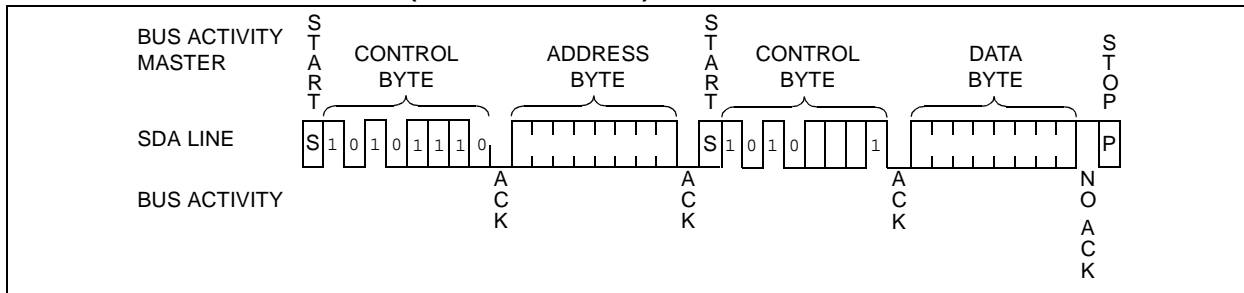 BUS ACTIVITY
MASTER
START
CONTROL
BYTE
ADDRESS
BYTE
START
CONTROL
BYTE
DATA
BYTE
STOP
SDA LINE
S 1 0 1 0 1 1 1 0
S 1 0 1 0 1
P
BUS ACTIVITY
ACK
ACK
ACK
NO ACK